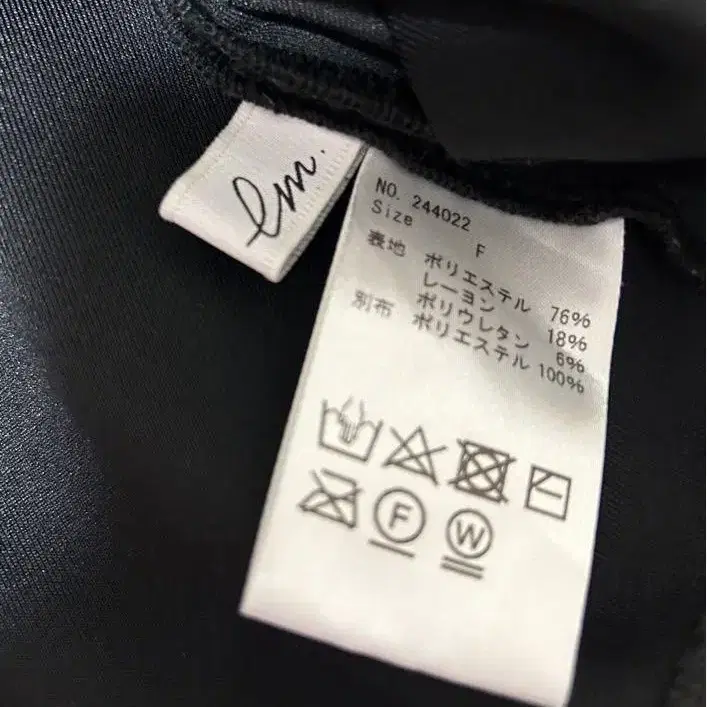 lm.
NO. 244022
Size F
表地 ポリエステル 76%
レーヨン 18%
ポリウレタン 6%
別布 ポリエステル 100%
F
W